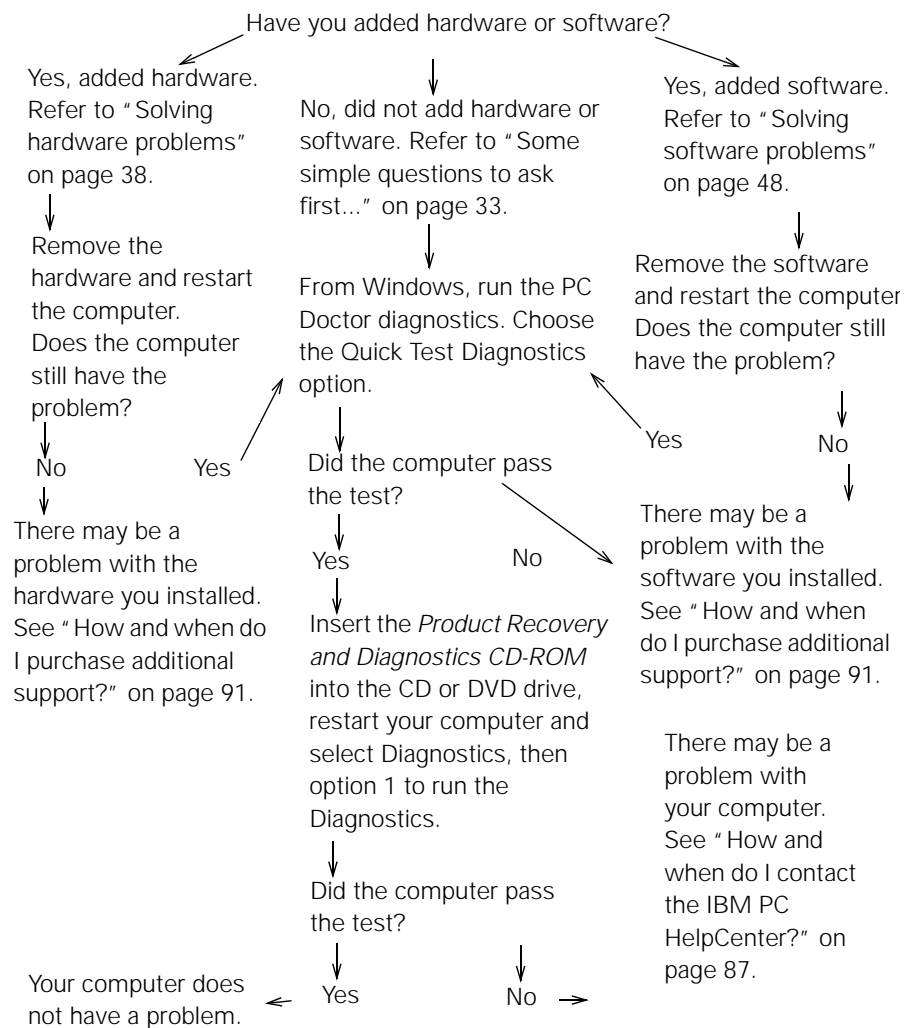 Have you added hardware or software?
Yes, added hardware.
Refer to “Solving
hardware problems”
on page 38.
No, did not add hardware or
software. Refer to “Some
simple questions to ask
first...” on page 33.
Yes, added software.
Refer to “Solving
software problems”
on page 48.
Remove the
hardware and restart
the computer.
Does the computer
still have the
problem?
From Windows, run the PC
Doctor diagnostics. Choose
the Quick Test Diagnostics
option.
Remove the software
and restart the computer
Does the computer still
have the problem?
No
Yes
Did the computer pass
the test?
Yes
No
There may be a
problem with the
hardware you installed.
See “How and when do
I purchase additional
support?” on page 91.
Yes
No
There may be a
problem with the
software you installed.
See “How and when
do I purchase additional
support?” on page 91.
Insert the Product Recovery
and Diagnostics CD-ROM
into the CD or DVD drive,
restart your computer and
select Diagnostics, then
option 1 to run the
Diagnostics.
There may be a
problem with
your computer.
See “How and
when do I contact
the IBM PC
HelpCenter?” on
page 87.
Did the computer pass
the test?
Your computer does
not have a problem.
Yes
No